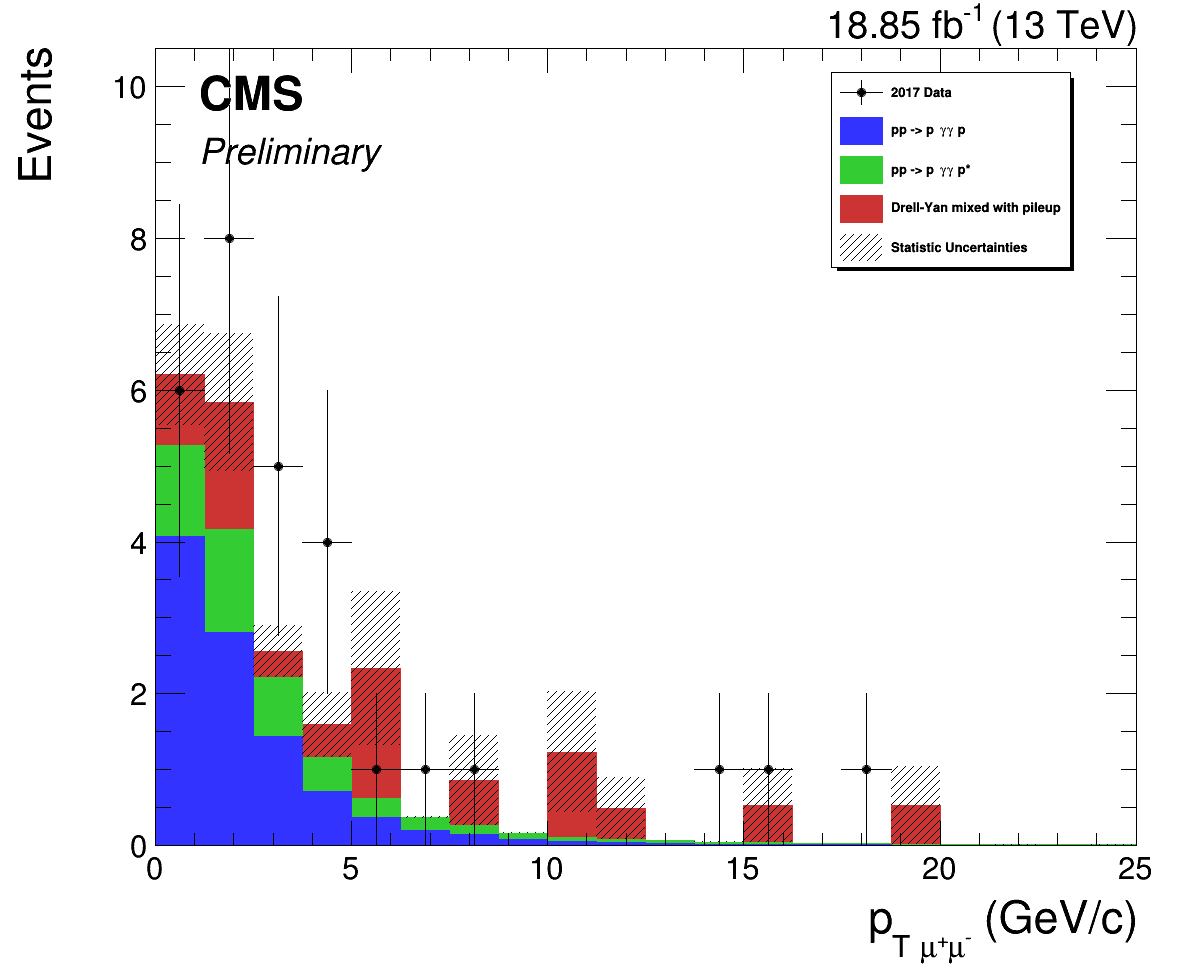 18.85 fb⁻¹ (13 TeV)
Events
CMS
Preliminary
2017 Data
pp -> p γγ p
pp -> p γγ p*
Drell-Yan mixed with pileup
Statistic Uncertainties
10
8
6
4
2
0
0 5 10 15 20 25
p_T μ⁺μ⁻ (GeV/c)